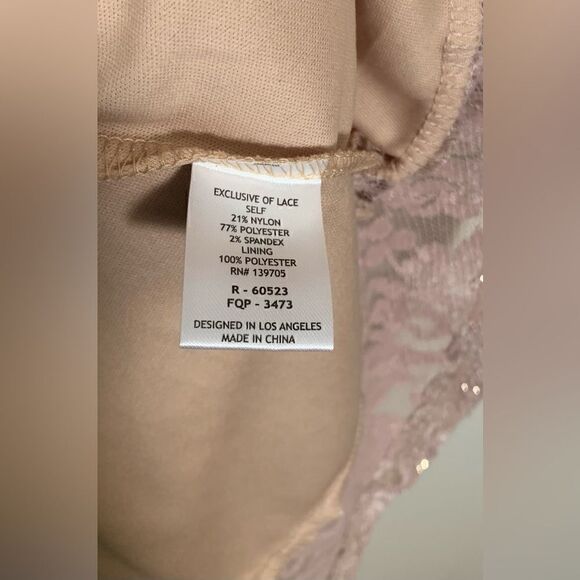 EXCLUSIVE OF LACE
SELF
21% NYLON
77% POLYESTER
2% SPANDEX
LINING
100% POLYESTER
RN# 139705
R - 60523
FQP - 3473
DESIGNED IN LOS ANGELES
MADE IN CHINA